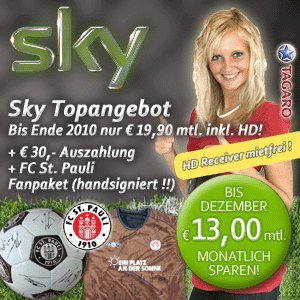 sky
TAGARO
Sky Topangebot
Bis Ende 2010 nur € 19,90 mtl. inkl. HD!
+ € 30,- Auszahlung
+ FC St. Pauli
Fanpaket (handsigniert !!)
HD Receiver mietfrei !
BIS
DEZEMBER
€ 13,00 mtl.
MONATLICH
SPAREN!
FC ST. PAULI
1910
EIN PLATZ
AN DER SONNE